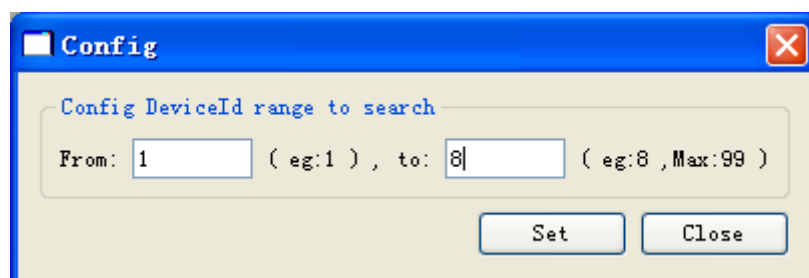 Config
Config DeviceId range to search
From: 1 ( eg:1 ) , to: 8 ( eg:8 ,Max:99 )
Set Close